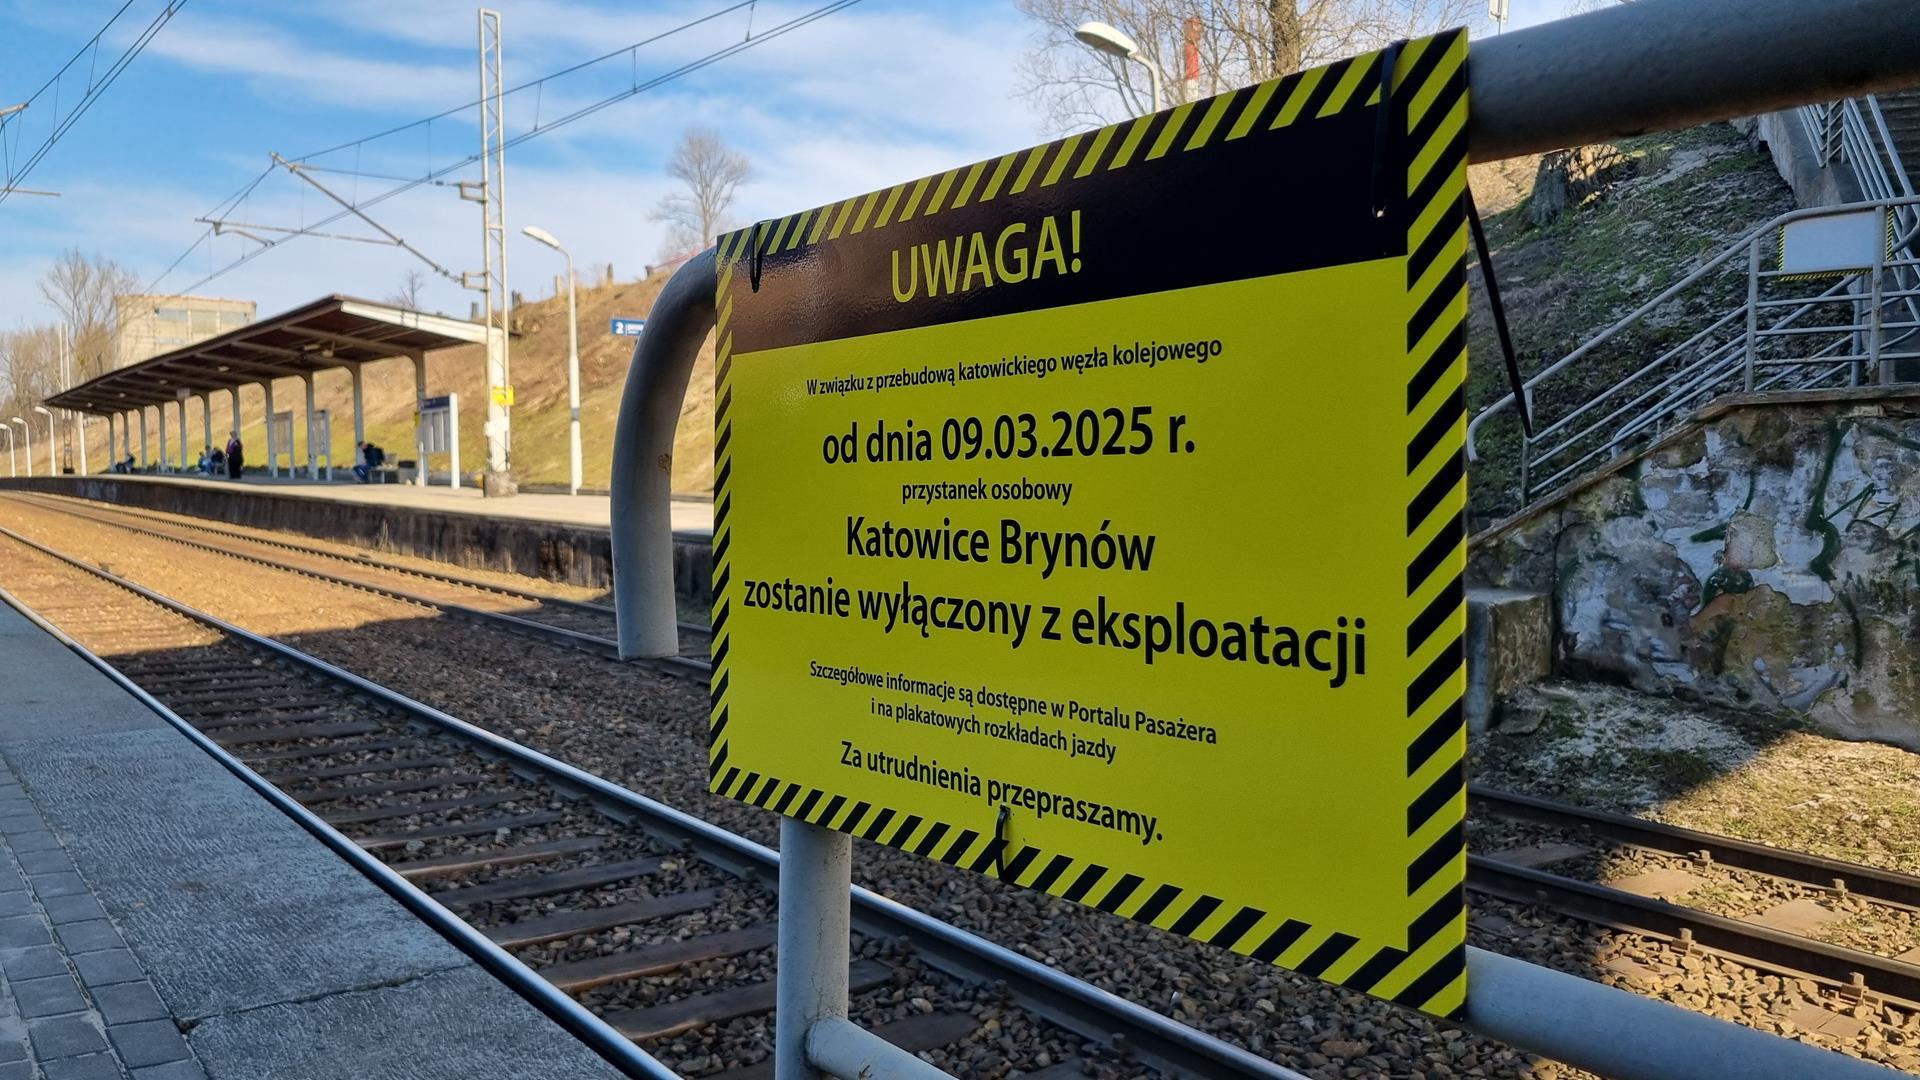 UWAGA!
W związku z przebudową katowickiego węzła kolejowego
od dnia 09.03.2025 r.
przystanek osobowy
Katowice Brynów
zostanie wyłączony z eksploatacji
Szczegółowe informacje są dostępne w Portalu Pasażera
i na plakatowych rozkładach jazdy
Za utrudnienia przepraszamy.
2